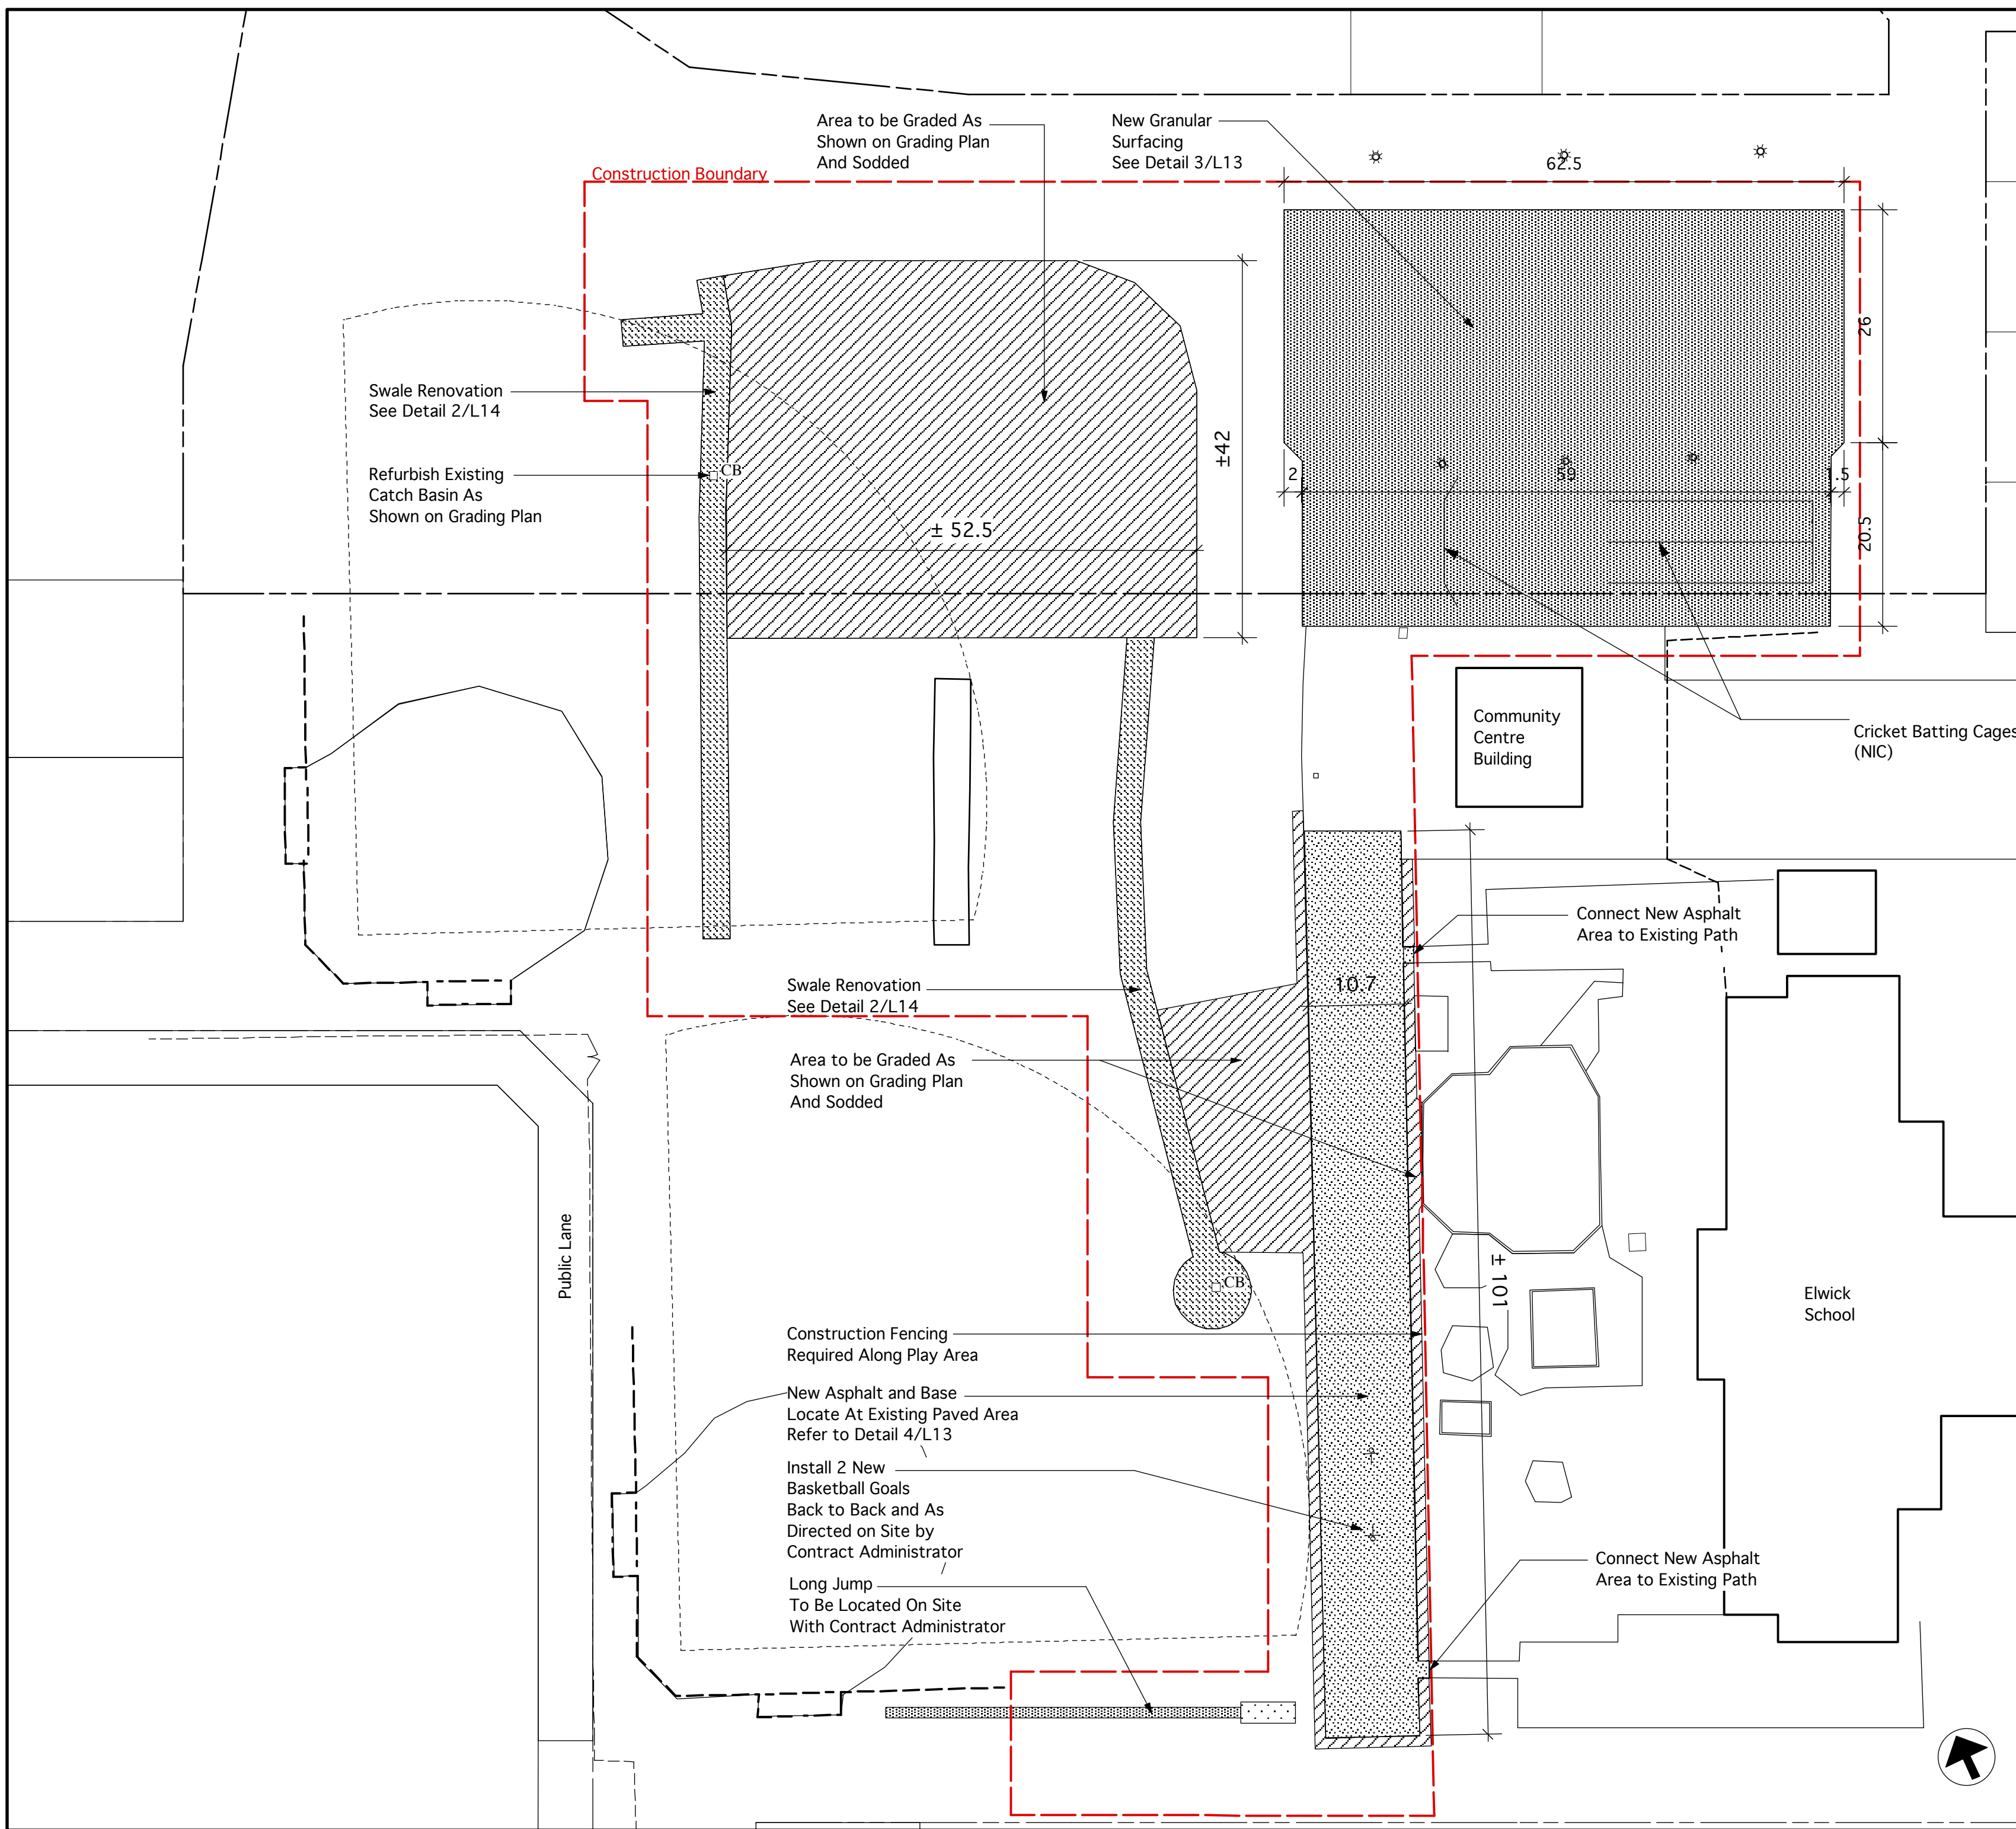 Area to be Graded As
Shown on Grading Plan
And Sodded
New Granular
Surfacing
See Detail 3/L13
Construction Boundary
62.5
26
Swale Renovation
See Detail 2/L14
±42
Refurbish Existing
Catch Basin As
Shown on Grading Plan
CB
2
59
1.5
± 52.5
20.5
Community
Centre
Building
Cricket Batting Cages
(NIC)
Connect New Asphalt
Area to Existing Path
Swale Renovation
See Detail 2/L14
10.7
Area to be Graded As
Shown on Grading Plan
And Sodded
Public Lane
CB
± 101
Elwick
School
Construction Fencing
Required Along Play Area
New Asphalt and Base
Locate At Existing Paved Area
Refer to Detail 4/L13
Install 2 New
Basketball Goals
Back to Back and As
Directed on Site by
Contract Administrator
Connect New Asphalt
Area to Existing Path
Long Jump
To Be Located On Site
With Contract Administrator